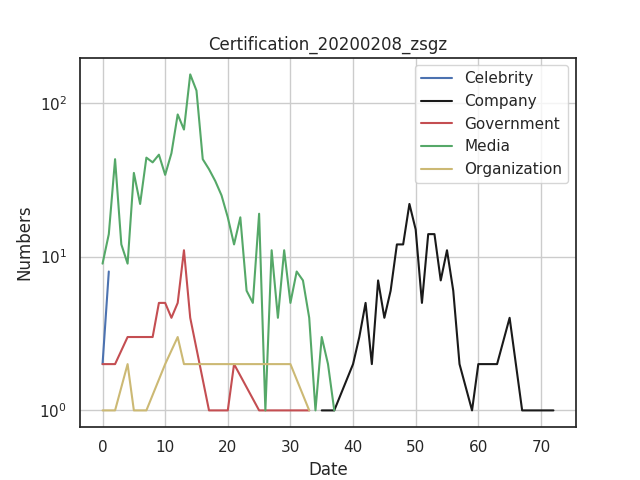 Certification_20200208_zsgz
Celebrity
Company
Government
Media
Organization
Numbers
10²
10¹
10⁰
0 10 20 30 40 50 60 70
Date